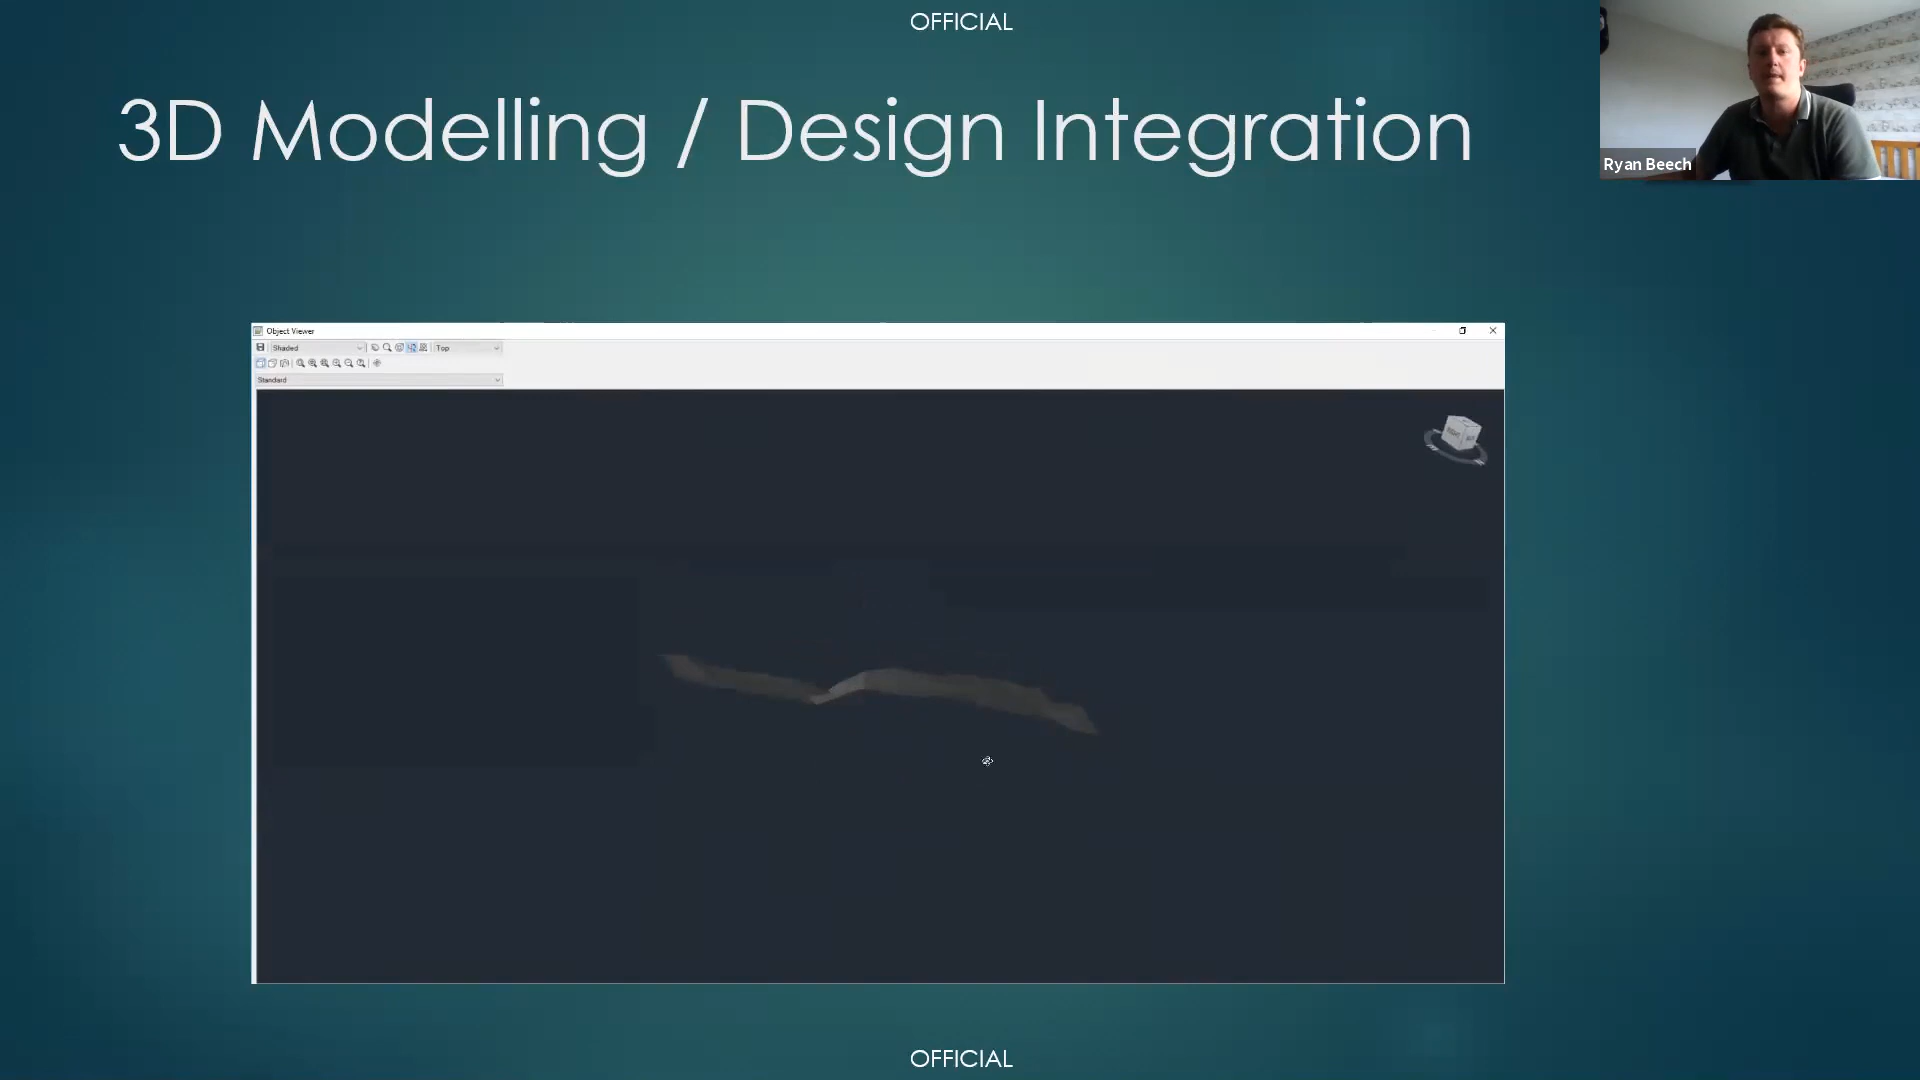 OFFICIAL
3D Modelling / Design Integration
Ryan Beech
Object Viewer
Shaded
Top
Standard
OFFICIAL